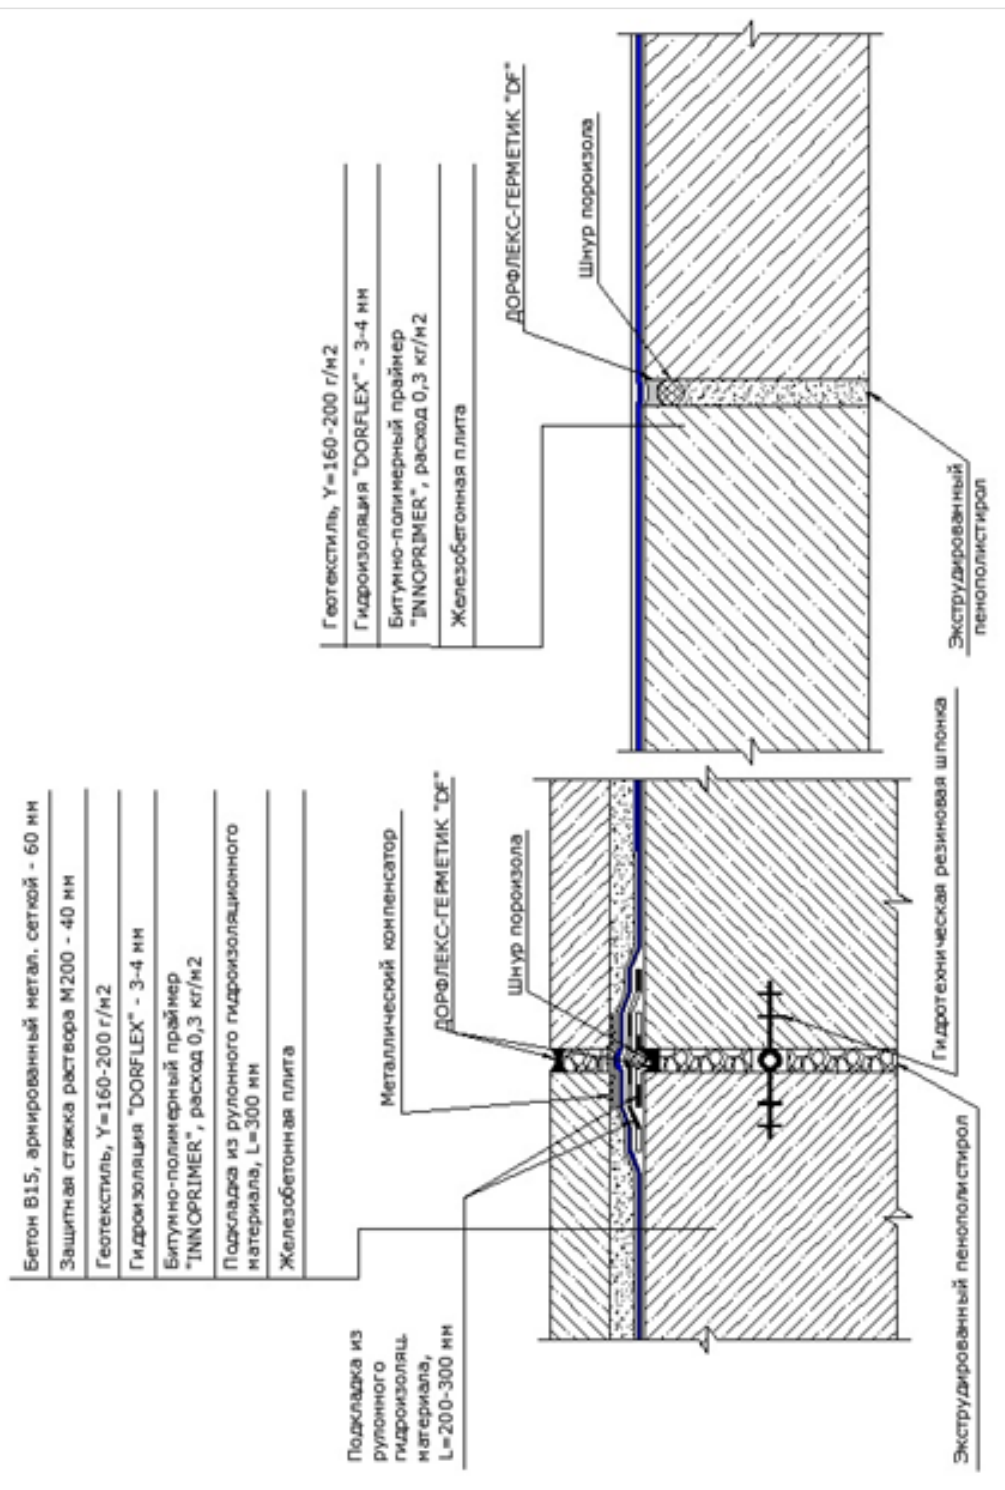 Бетон В15, армированный метал. сеткой - 60 мм
Защитная стяжка раствора М200 - 40 мм
Геотекстиль, Y=160-200 г/м2
Гидроизоляция "DORFLEX" - 3-4 мм
Битумно-полимерный праймер
"INNOPRIMER", расход 0,3 кг/м2
Подкладка из рулонного гидроизоляционного
материала, L=300 мм
Железобетонная плита
Подкладка из
рулонного
гидроизоляц.
материала,
L=200-300 мм
Металлический компенсатор
ДОРФЛЕКС-ГЕРМЕТИК "DF"
Шнур пороизола
Гидротехническая резиновая шпонка
Экструдированный пенополистирол
Геотекстиль, Y=160-200 г/м2
Гидроизоляция "DORFLEX" - 3-4 мм
Битумно-полимерный праймер
"INNOPRIMER", расход 0,3 кг/м2
Железобетонная плита
ДОРФЛЕКС-ГЕРМЕТИК "DF"
Шнур пороизола
Экструдированный
пенополистирол